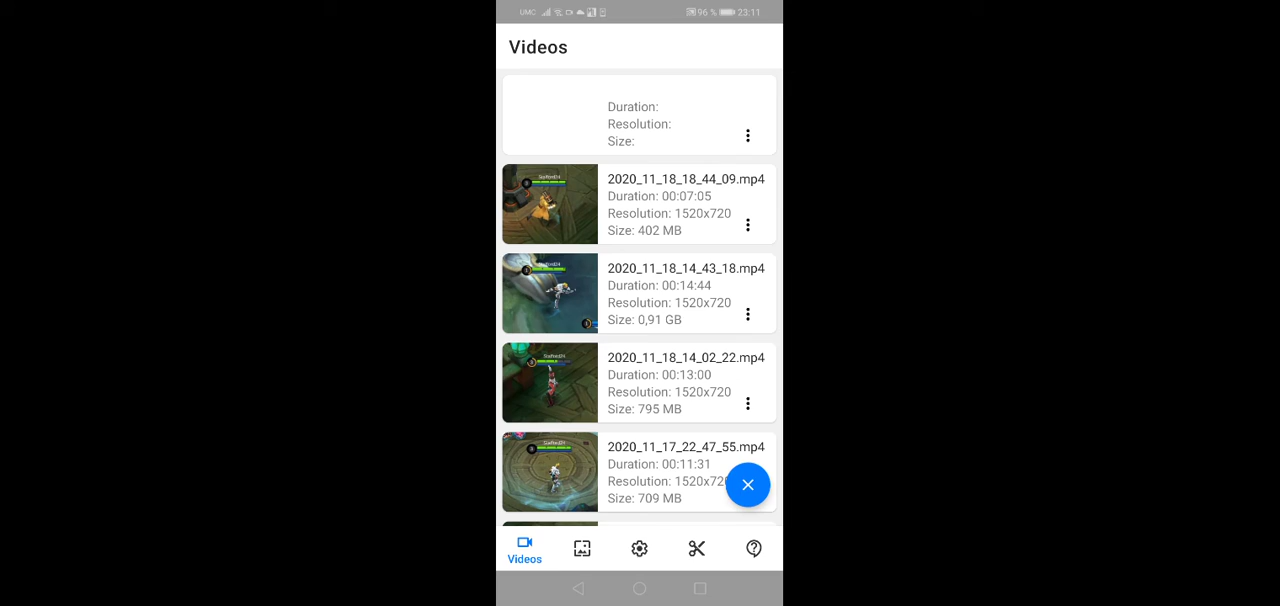 UMC 96 % 23:11
Videos
Duration:
Resolution:
Size:
2020_11_18_18_44_09.mp4
Duration: 00:07:05
Resolution: 1520x720
Size: 402 MB
2020_11_18_14_43_18.mp4
Duration: 00:14:44
Resolution: 1520x720
Size: 0,91 GB
2020_11_18_14_02_22.mp4
Duration: 00:13:00
Resolution: 1520x720
Size: 795 MB
2020_11_17_22_47_55.mp4
Duration: 00:11:31
Resolution: 1520x72
Size: 709 MB
Videos